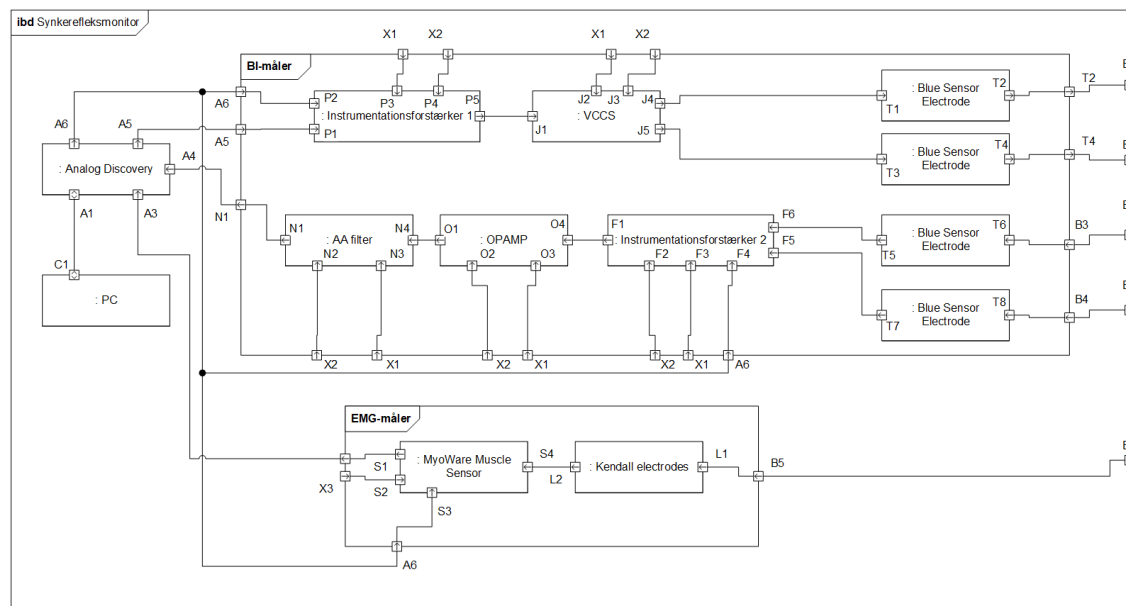 ibd Synkerefleksmonitor
X1
X2
X1
X2
BI-måler
A6
A5
A6
A5
A4
: Analog Discovery
A1
A3
N1
C1
: PC
P2
P3
P4
P5
: Instrumentationsforstærker 1
P1
J2
J3
J4
: VCCS
J1
J5
T2
Blue Sensor
Electrode
T1
T2
T4
Blue Sensor
Electrode
T3
T4
N1
N4
: AA filter
N2
N3
O1
O4
: OPAMP
O2
O3
F1
F6
: Instrumentationsforstærker 2
F5
F2
F3
F4
T6
Blue Sensor
Electrode
T5
B3
T8
Blue Sensor
Electrode
T7
B4
X2
X1
X2
X1
X2
X1
A6
EMG-måler
: MyoWare Muscle
Sensor
S1
S2
S3
S4
X3
L2
: Kendall electrodes
L1
B5
A6